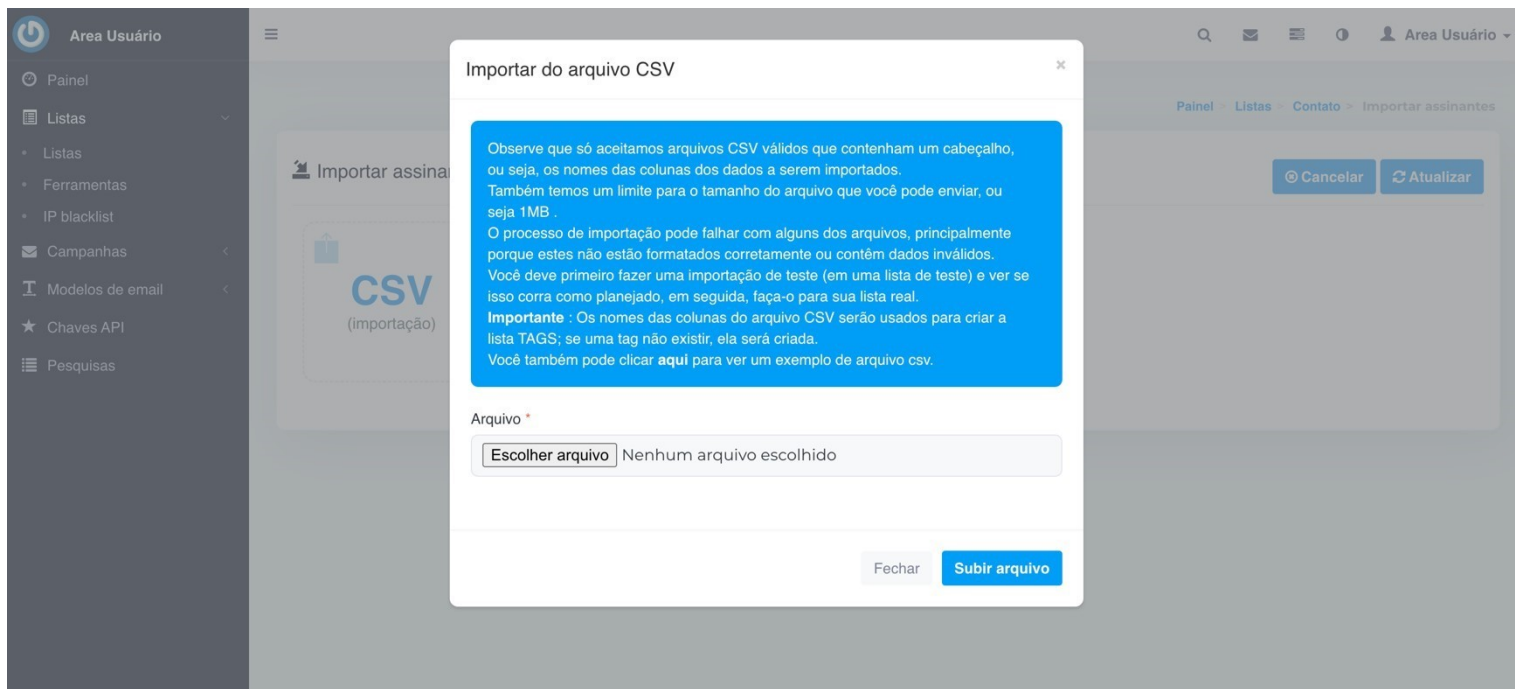 Area Usuário
Area Usuário
Painel
Listas
Listas
Ferramentas
IP blacklist
Campanhas
Modelos de email
Chaves API
Pesquisas
Painel > Listas > Contato > Importar assinantes
Importar assina
Cancelar
Atualizar
CSV
(importação)
Importar do arquivo CSV
×
Observe que só aceitamos arquivos CSV válidos que contenham um cabeçalho,
ou seja, os nomes das colunas dos dados a serem importados.
Também temos um limite para o tamanho do arquivo que você pode enviar, ou
seja 1MB .
O processo de importação pode falhar com alguns dos arquivos, principalmente
porque estes não estão formatados corretamente ou contêm dados inválidos.
Você deve primeiro fazer uma importação de teste (em uma lista de teste) e ver se
isso corra como planejado, em seguida, faça-o para sua lista real.
Importante : Os nomes das colunas do arquivo CSV serão usados para criar a
lista TAGS; se uma tag não existir, ela será criada.
Você também pode clicar aqui para ver um exemplo de arquivo csv.
Arquivo *
Escolher arquivo Nenhum arquivo escolhido
Fechar
Subir arquivo